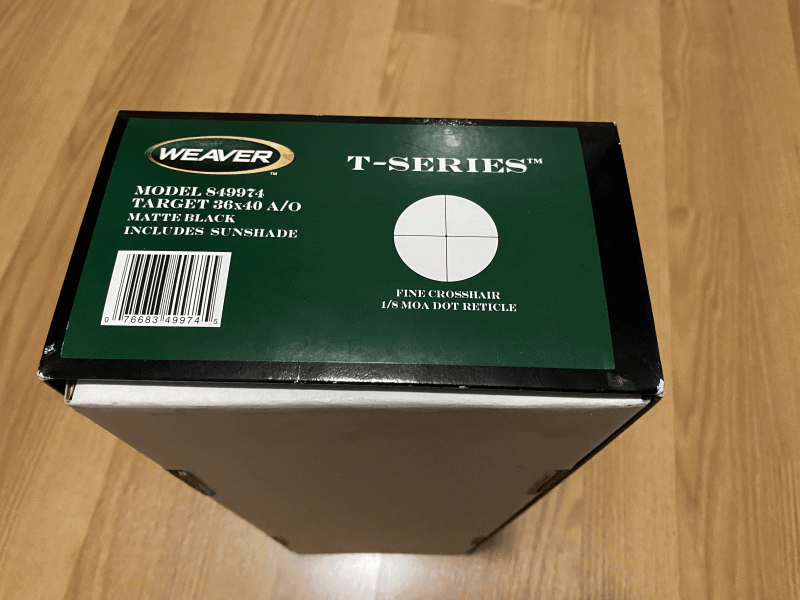 WEAVER™
T-SERIES™
MODEL 849974
TARGET 36x40 A/O
MATTE BLACK
INCLUDES SUNSHADE
0 76683 49974 5
FINE CROSSHAIR
1/8 MOA DOT RETICLE